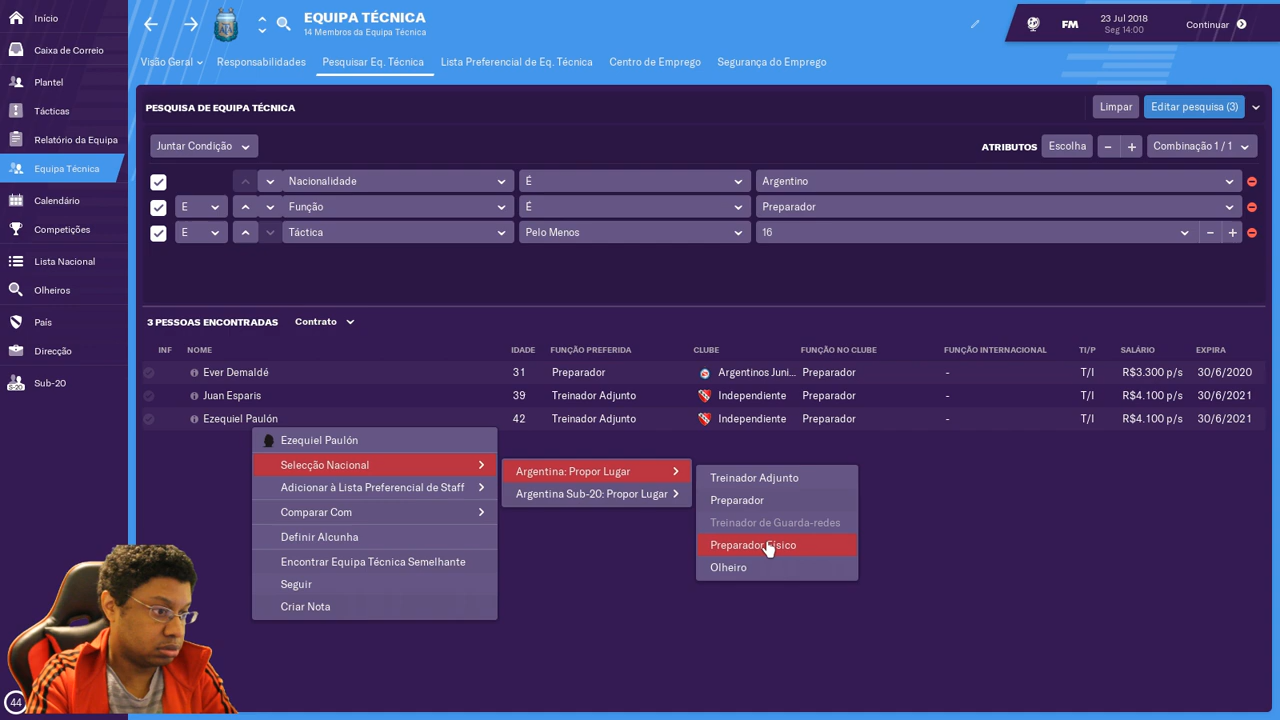 Início
Caixa de Correio
Plantel
Tácticas
Relatório da Equipa
Equipa Técnica
Calendário
Competições
Lista Nacional
Olheiros
País
Direcção
Sub-20
44
EQUIPA TÉCNICA
14 Membros da Equipa Técnica
FM
23 Jul 2018
Seg 14:00
Continuar
Visão Geral
Responsabilidades
Pesquisar Eq. Técnica
Lista Preferencial de Eq. Técnica
Centro de Emprego
Segurança do Emprego
PESQUISA DE EQUIPA TÉCNICA
Limpar
Editar pesquisa (3)
Juntar Condição
ATRIBUTOS
Escolha
Combinação 1 / 1
Nacionalidade É Argentino
E Função É Preparador
E Táctica Pelo Menos 16
3 PESSOAS ENCONTRADAS
Contrato
INF NOME IDADE FUNÇÃO PREFERIDA CLUBE FUNÇÃO NO CLUBE FUNÇÃO INTERNACIONAL TI/P SALÁRIO EXPIRA
Ever Demaldé 31 Preparador Argentinos Juni... Preparador - T/I R$3.300 p/s 30/6/2020
Juan Esparis 39 Treinador Adjunto Independiente Preparador - T/I R$4.100 p/s 30/6/2021
Ezequiel Paulón 42 Treinador Adjunto Independiente Preparador - T/I R$4.100 p/s 30/6/2021
Ezequiel Paulón
Selecção Nacional
Adicionar à Lista Preferencial de Staff
Comparar Com
Definir Alcunha
Encontrar Equipa Técnica Semelhante
Seguir
Criar Nota
Argentina: Propor Lugar
Argentina Sub-20: Propor Lugar
Treinador Adjunto
Preparador
Treinador de Guarda-redes
Preparador Físico
Olheiro